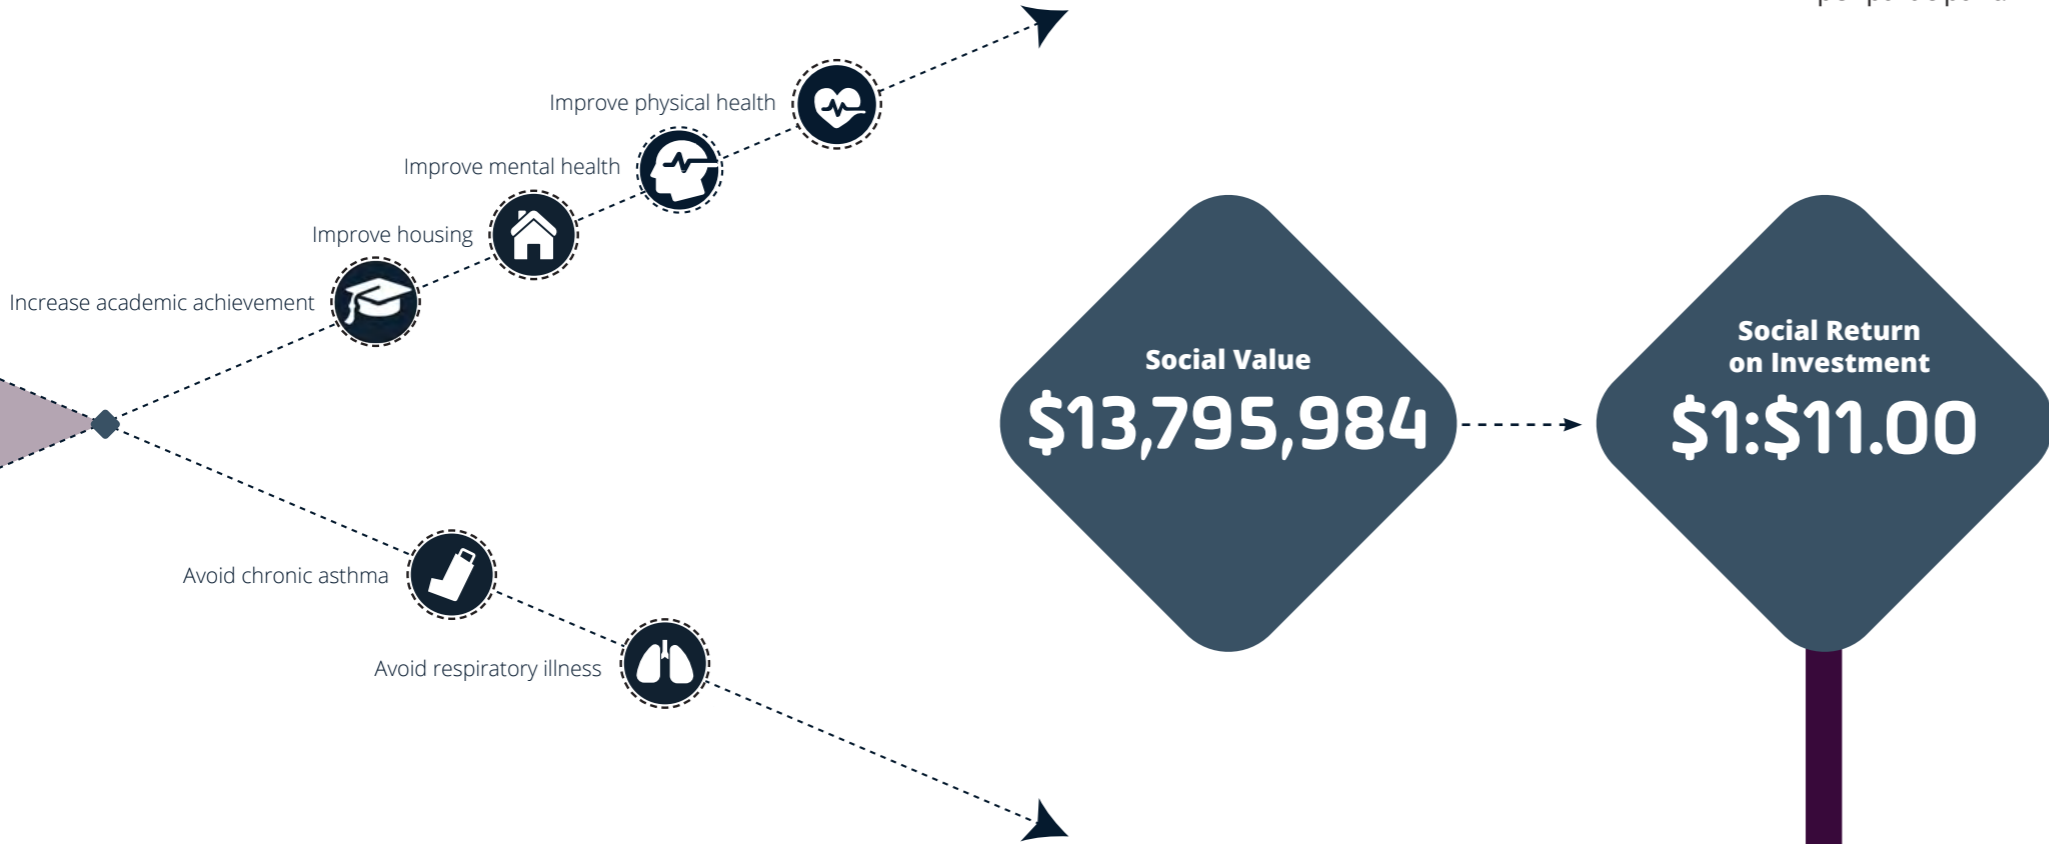 Improve physical health
Improve mental health
Improve housing
Increase academic achievement
Avoid chronic asthma
Avoid respiratory illness
Social Value
$13,795,984
Social Return
on Investment
$1:$11.00